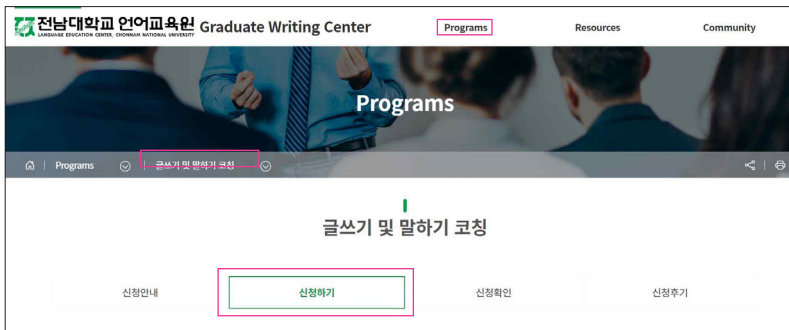 전남대학교 언어교육원 Graduate Writing Center Programs Resources Community
LANGUAGE EDUCATION CENTER, CHONNAM NATIONAL UNIVERSITY
Programs
Programs 글쓰기 및 말하기 코칭
글쓰기 및 말하기 코칭
신청안내 신청하기 신청확인 신청후기